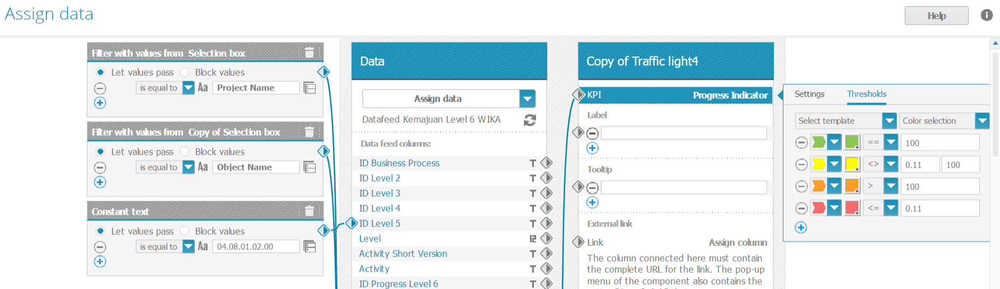 Assign data
Help
Filter with values from Selection box
Let values pass Block values
is equal to Aa Project Name
Filter with values from Copy of Selection box
Let values pass Block values
is equal to Aa Object Name
Constant text
Let values pass Block values
is equal to Aa 04.08.01.02.00
Data
Assign data
Datafeed Kemajuan Level 6 WIKA
Data feed columns:
ID Business Process T
ID Level 2 T
ID Level 3 T
ID Level 4 T
ID Level 5 T
Level 12
Activity Short Version T
Activity T
ID Progress Level 6 T
Copy of Traffic light4
KPI Progress Indicator
Label
Tooltip
External link
Link Assign column
The column connected here must contain
the complete URL for the link. The pop-up
menu of the component also contains the
Settings Thresholds
Select template Color selection
== 100
<> 0.11 100
> 100
<= 0.11